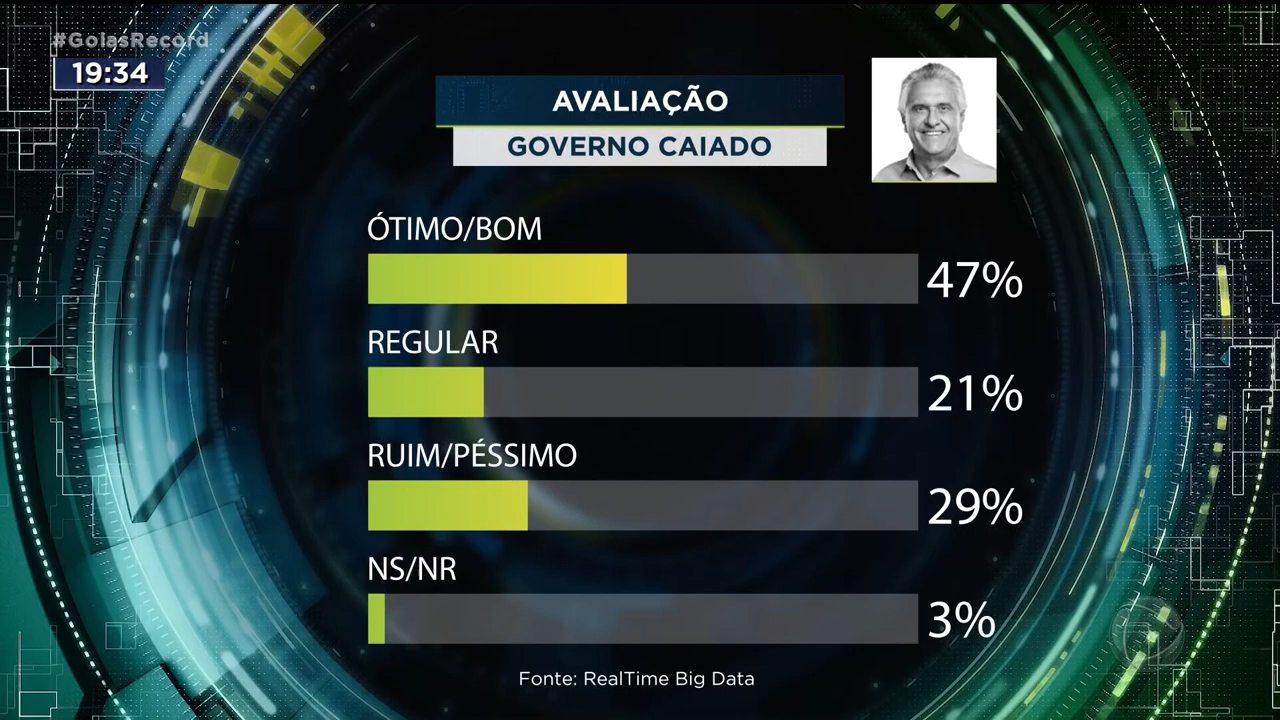 #GoiasRecord
19:34
AVALIAÇÃO
GOVERNO CAIADO
ÓTIMO/BOM
47%
REGULAR
21%
RUIM/PÉSSIMO
29%
NS/NR
3%
Fonte: RealTime Big Data